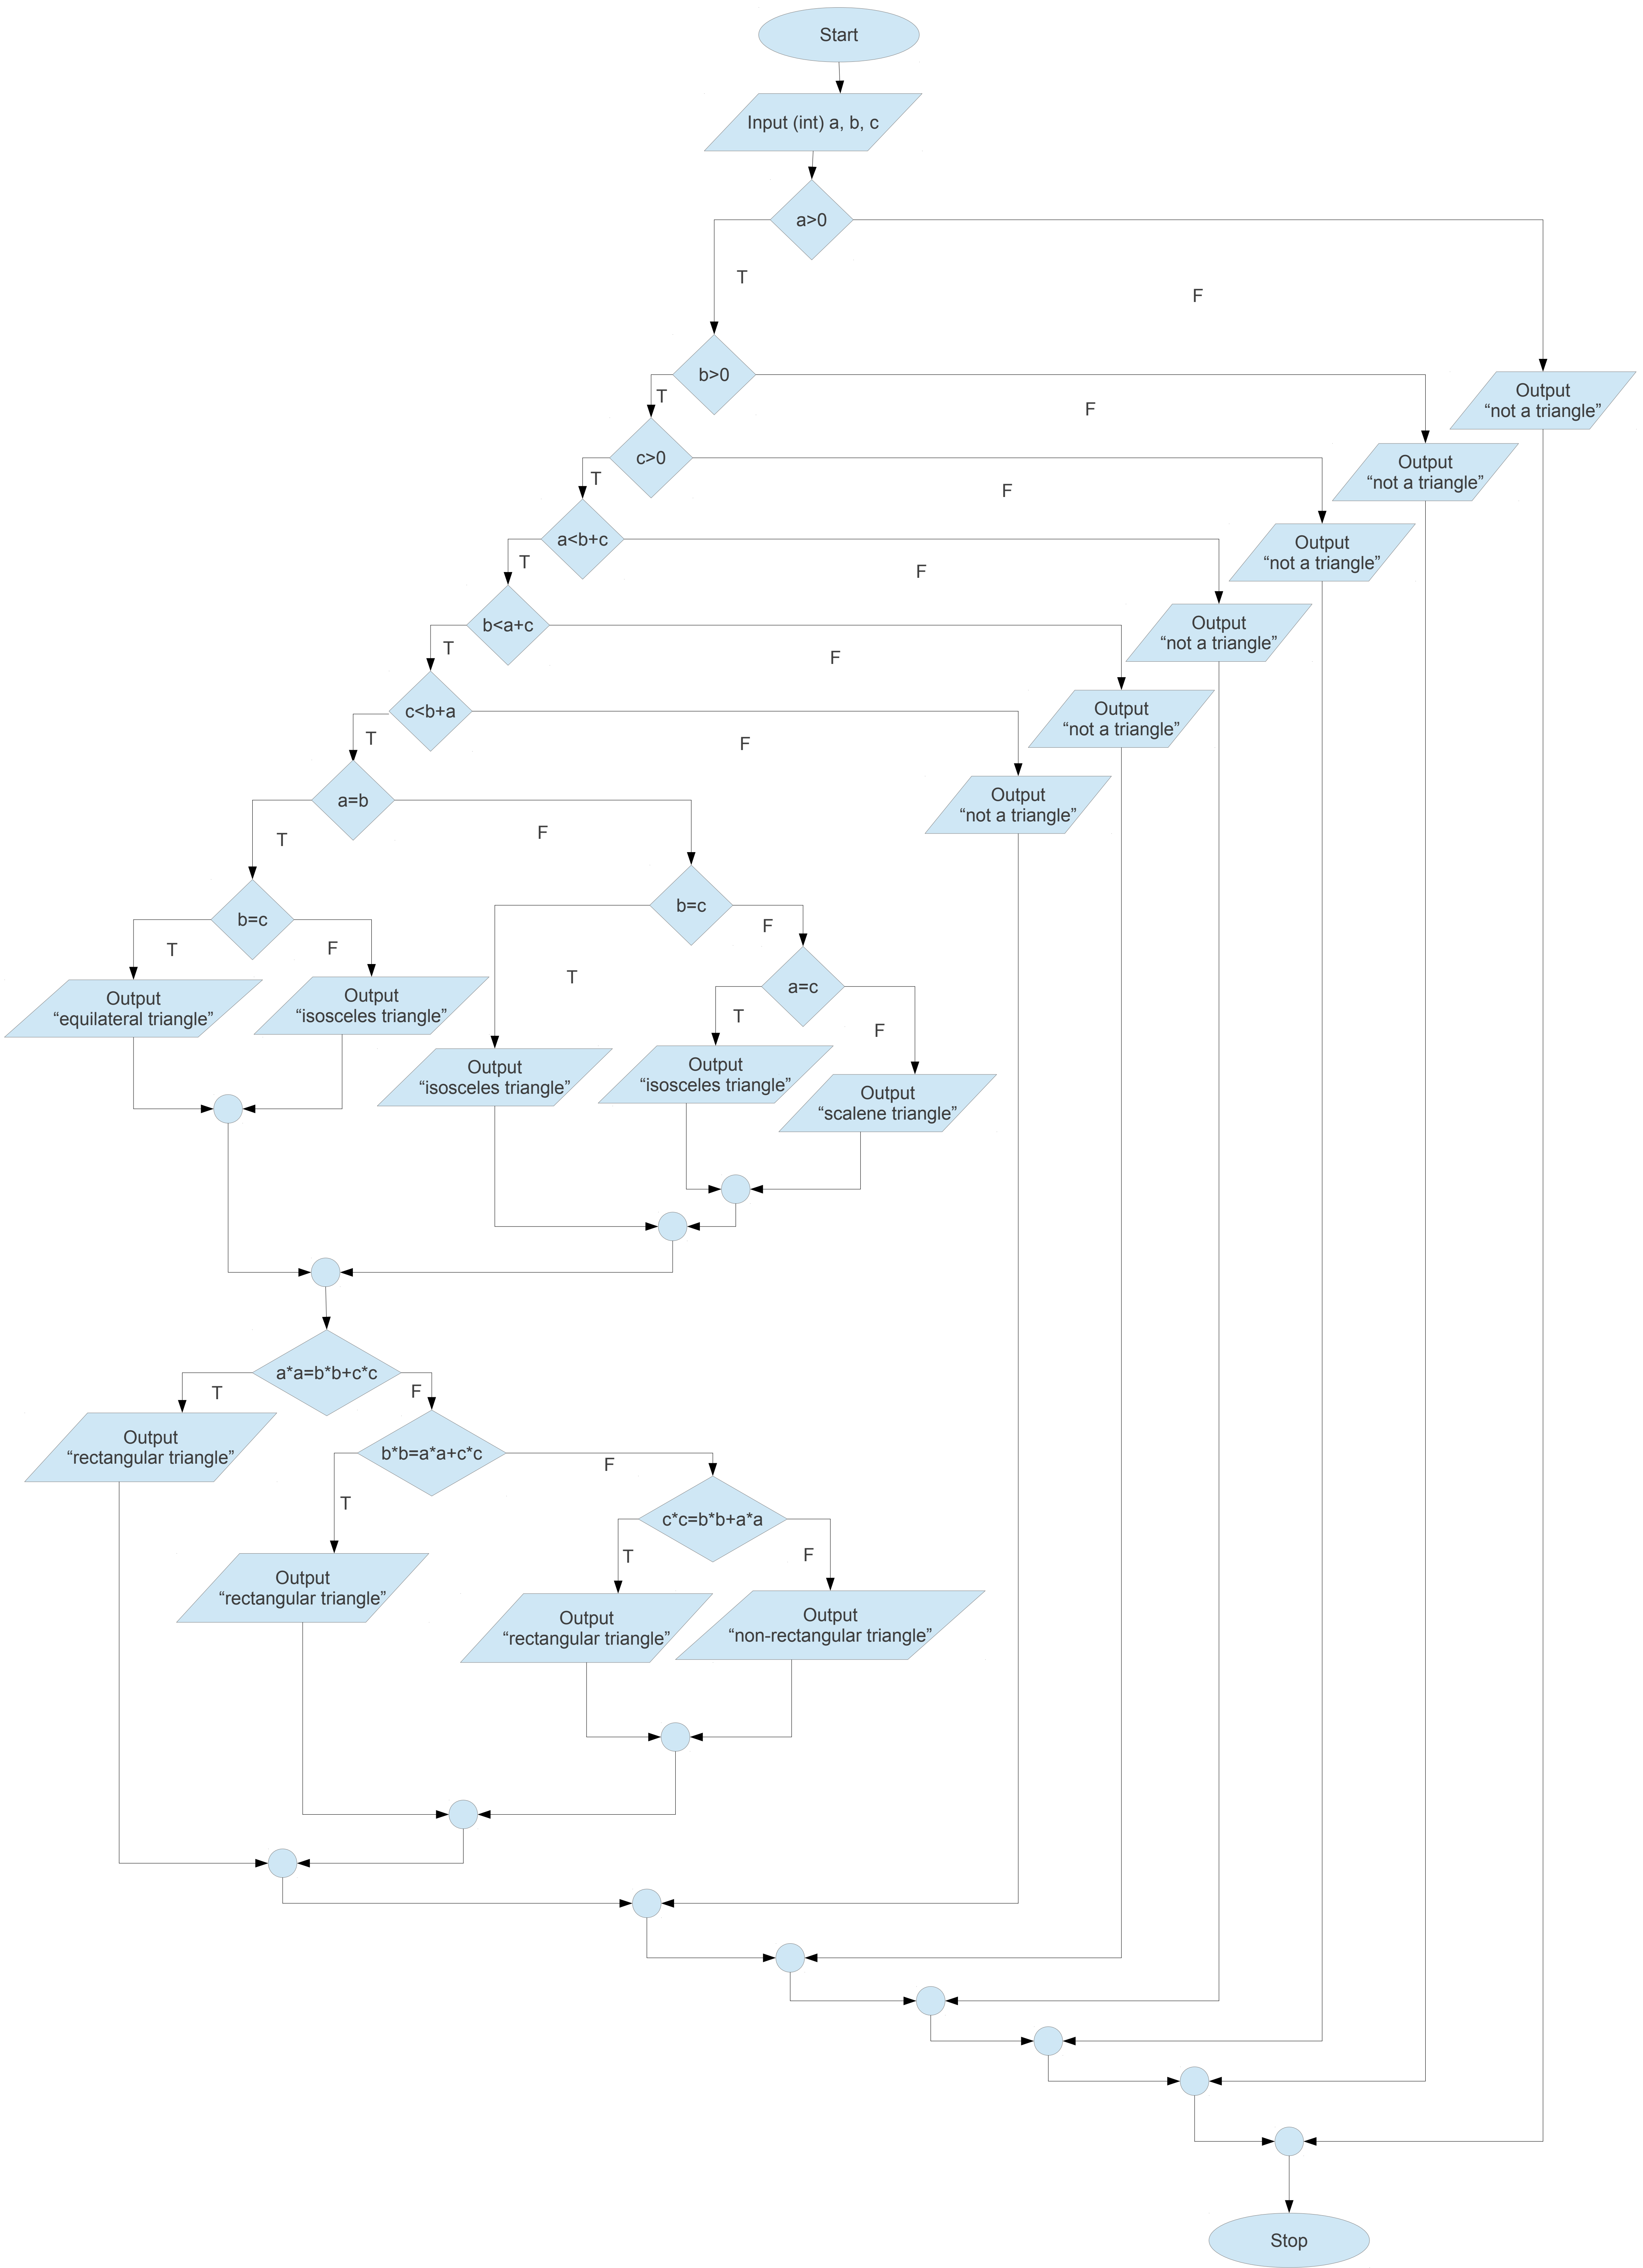 Start
Input (int) a, b, c
a>0
T
F
b>0
T
F
Output
“not a triangle”
c>0
T
F
Output
“not a triangle”
a<b+c
T
F
Output
“not a triangle”
b<a+c
T
F
Output
“not a triangle”
c<b+a
T
F
Output
“not a triangle”
a=b
T
F
Output
“not a triangle”
b=c
T
F
b=c
F
T
a=c
T
F
Output
“equilateral triangle”
Output
“isosceles triangle”
Output
“isosceles triangle”
Output
“isosceles triangle”
Output
“scalene triangle”
a*a=b*b+c*c
T
F
Output
“rectangular triangle”
b*b=a*a+c*c
T
F
c*c=b*b+a*a
T
F
Output
“rectangular triangle”
Output
“rectangular triangle”
Output
“non-rectangular triangle”
Stop